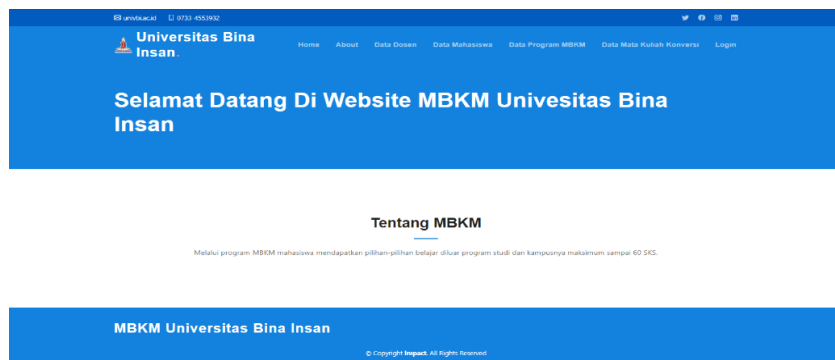 univbi.ac.id 0733-4553932
Universitas Bina
Insan.
Home About Data Dosen Data Mahasiswa Data Program MBKM Data Mata Kuliah Konversi Login
Selamat Datang Di Website MBKM Univesitas Bina
Insan
Tentang MBKM
Melalui program MBKM mahasiswa mendapatkan pilihan-pilihan belajar diluar program studi dan kampusnya maksimum sampai 60 SKS.
MBKM Universitas Bina Insan
© Copyright Impact. All Rights Reserved